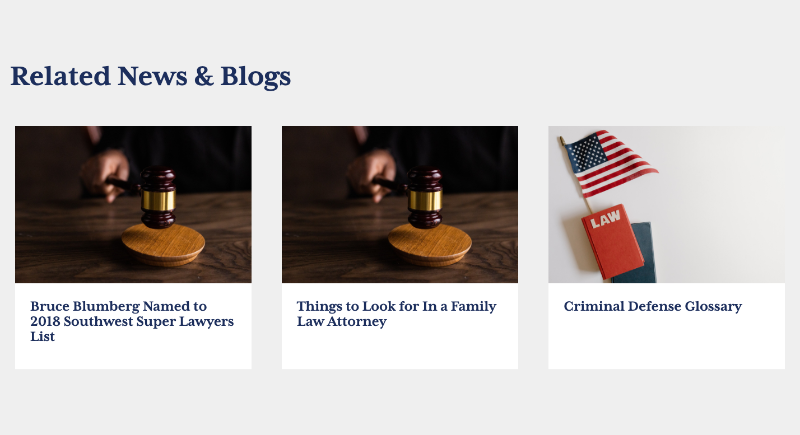 Related News & Blogs
LAW
Bruce Blumberg Named to
2018 Southwest Super Lawyers
List
Things to Look for In a Family
Law Attorney
Criminal Defense Glossary